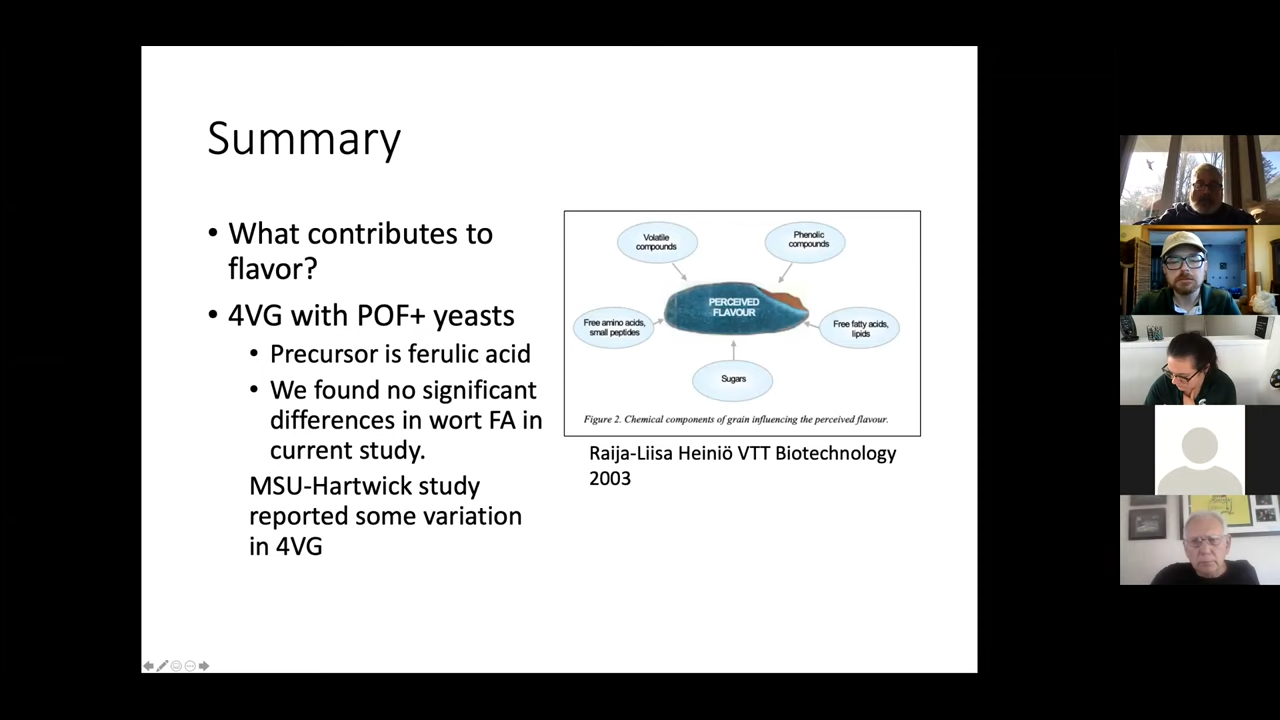 Summary
• What contributes to
flavor?
• 4VG with POF+ yeasts
• Precursor is ferulic acid
• We found no significant
differences in wort FA in
current study.
MSU-Hartwick study
reported some variation
in 4VG
Volatile
compounds
Phenolic
compounds
PERCEIVED
FLAVOUR
Free amino acids,
small peptides
Free fatty acids,
lipids
Sugars
Figure 2. Chemical components of grain influencing the perceived flavour.
Raija-Liisa Heiniö VTT Biotechnology
2003